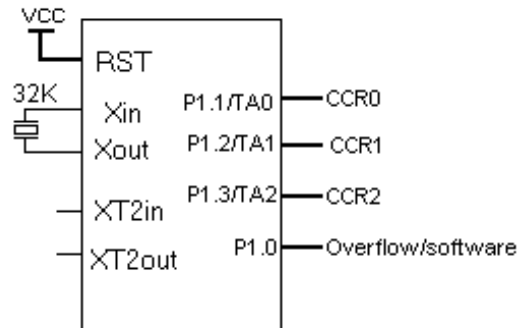 VCC
RST
32K
Xin
P1.1/TA0
CCR0
Xout
P1.2/TA1
CCR1
P1.3/TA2
CCR2
XT2in
P1.0
Overflow/software
XT2out